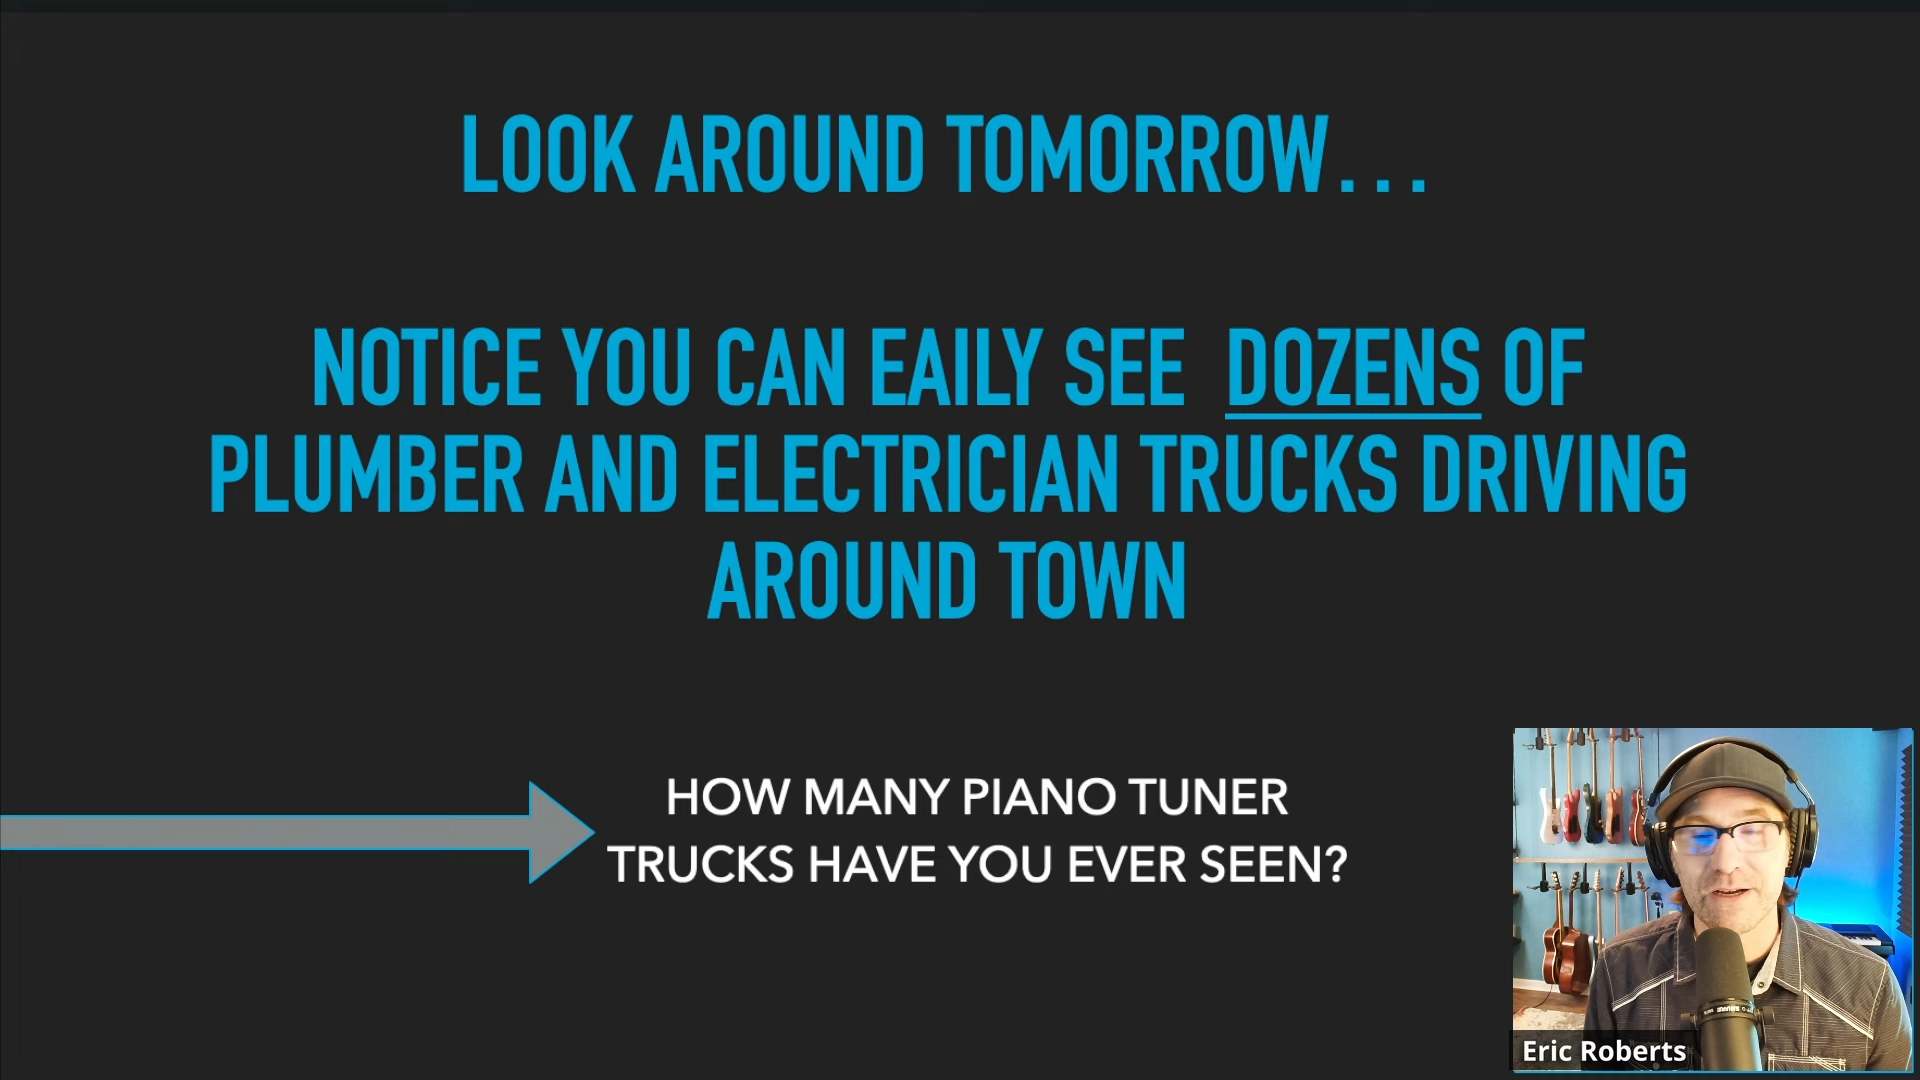 LOOK AROUND TOMORROW...
NOTICE YOU CAN EAILY SEE DOZENS OF
PLUMBER AND ELECTRICIAN TRUCKS DRIVING
AROUND TOWN
HOW MANY PIANO TUNER
TRUCKS HAVE YOU EVER SEEN?
Eric Roberts